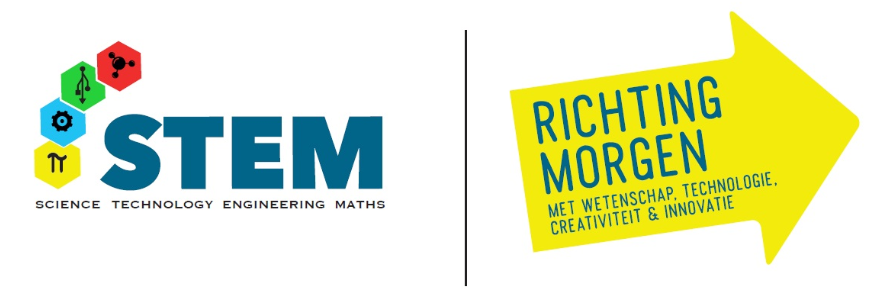 π
STEM
SCIENCE TECHNOLOGY ENGINEERING MATHS
RICHTING
MORGEN
MET WETENSCHAP, TECHNOLOGIE,
CREATIVITEIT & INNOVATIE